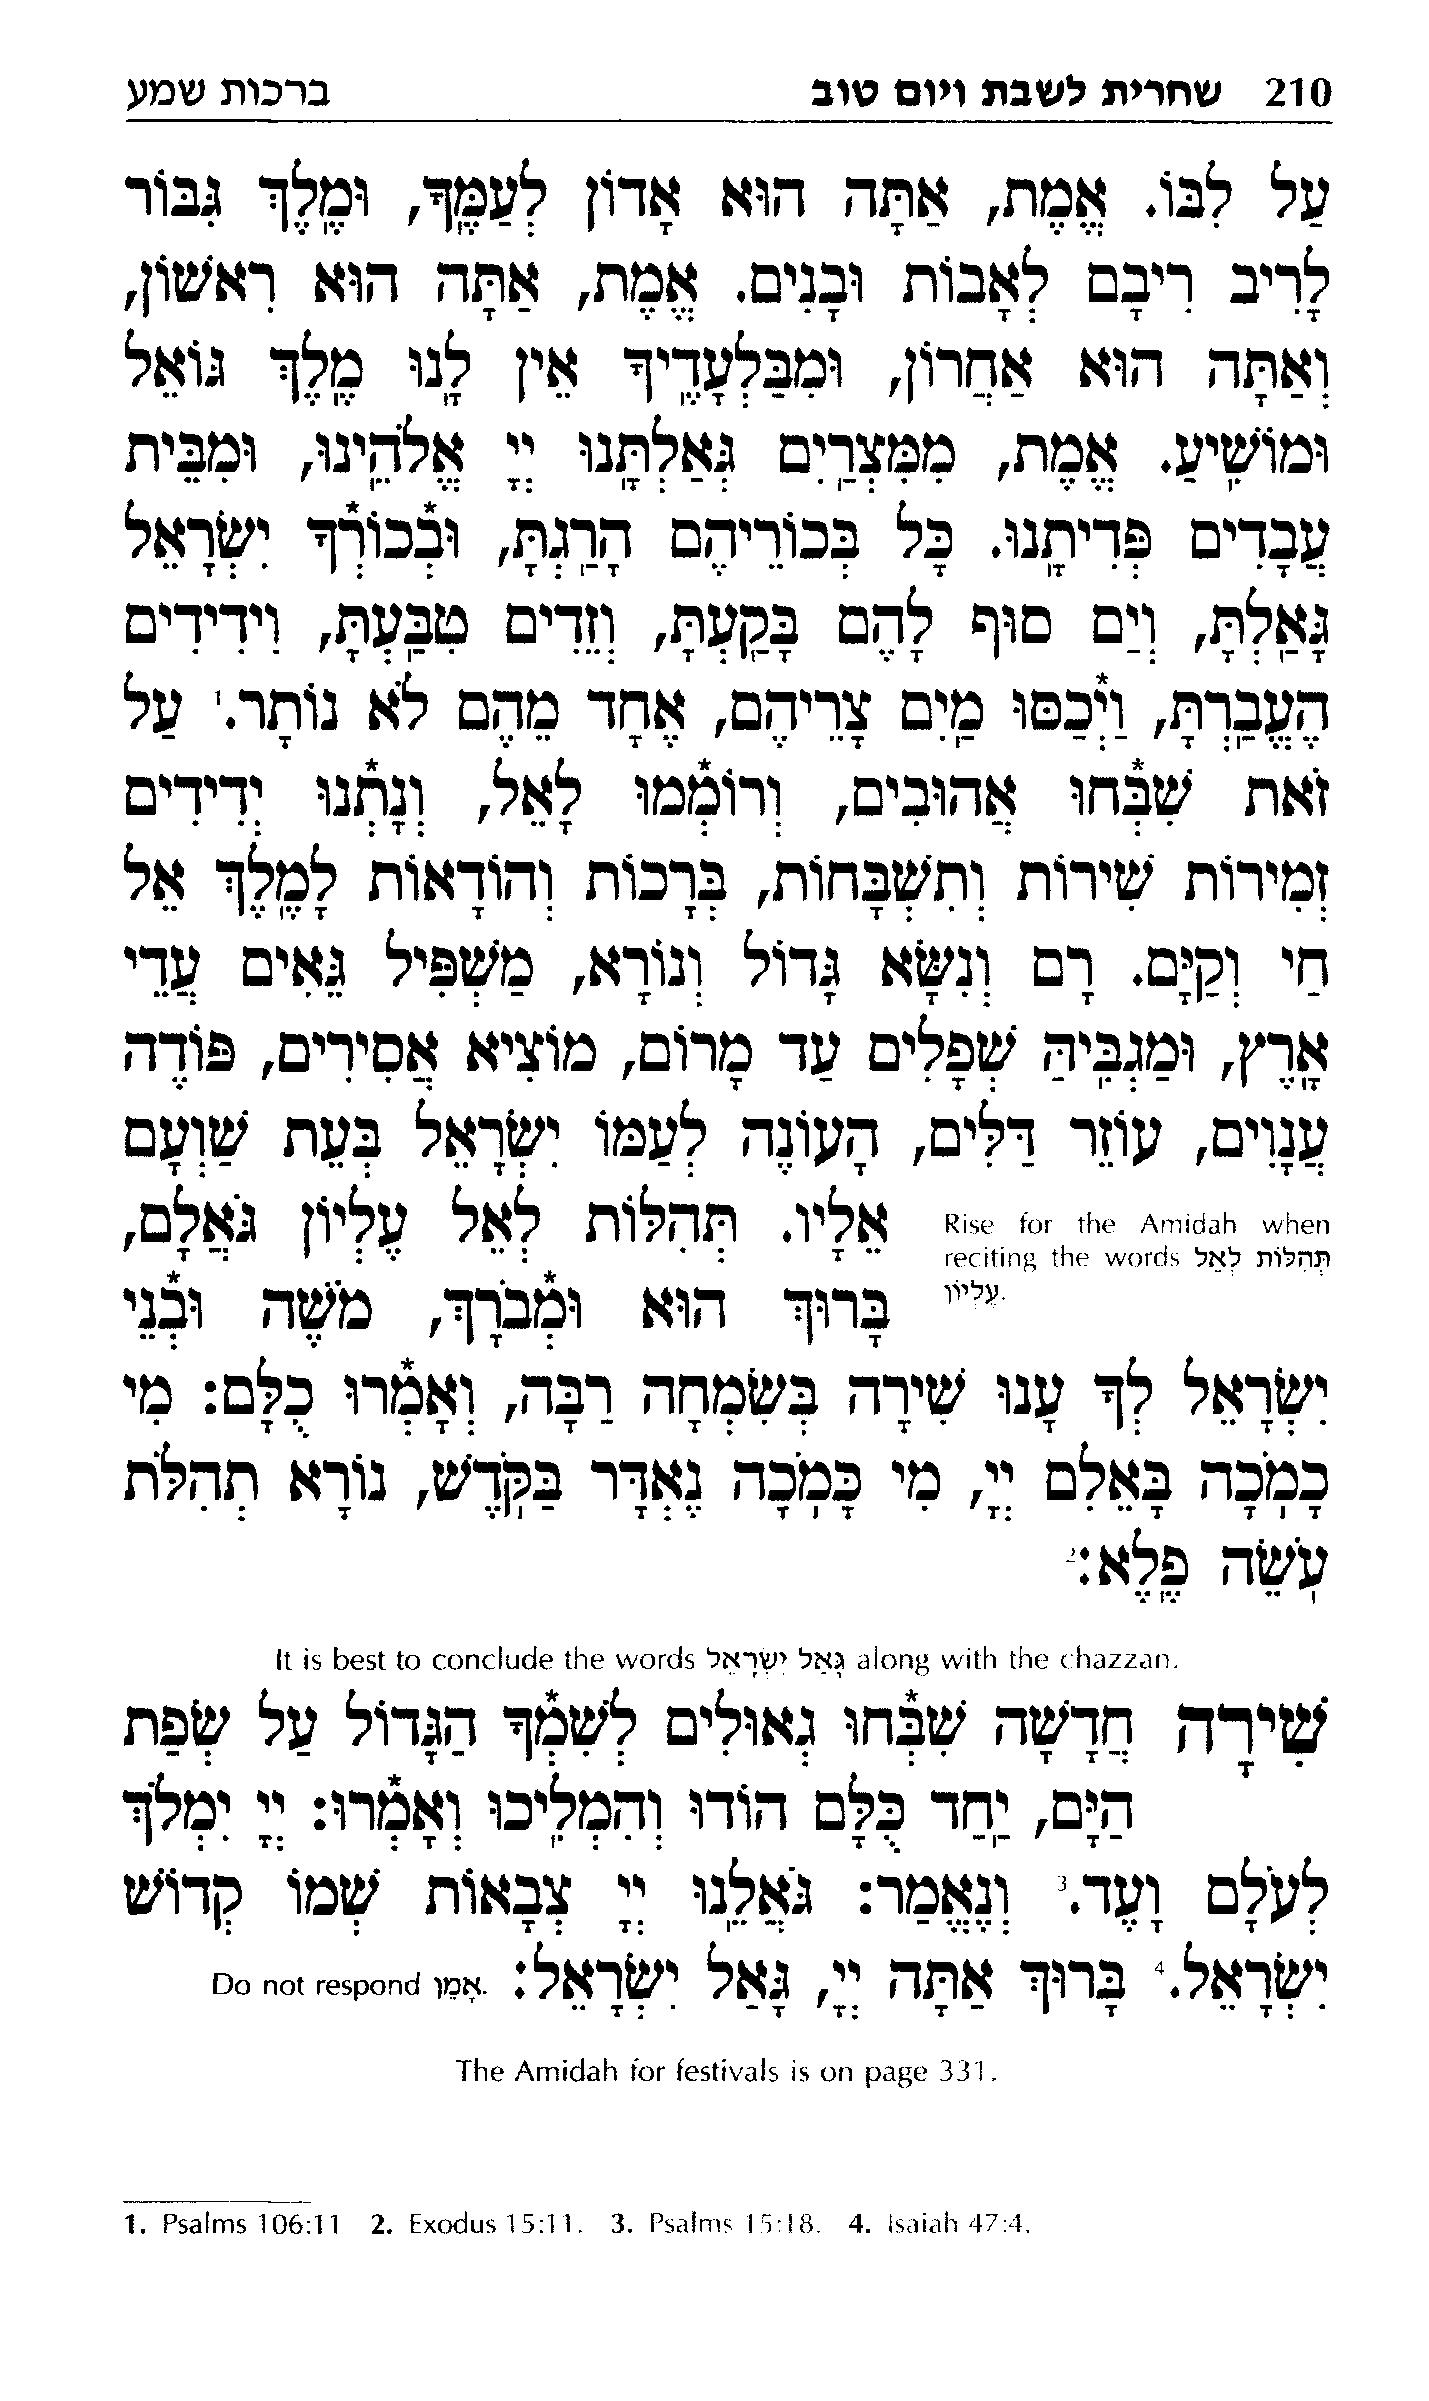 210 שחרית לשבת ויום טוב ברכות שמע
עַל לִבּוֹ. אֱמֶת, אַתָּה הוּא אָדוֹן לְעַמֶּֽךָ, וּמֶֽלֶךְ גִּבּוֹר
לָרִיב רִיבָם לְאָבוֹת וּבָנִים. אֱמֶת, אַתָּה הוּא רִאשׁוֹן,
וְאַתָּה הוּא אַחֲרוֹן, וּמִבַּלְעָדֶֽיךָ אֵין לָֽנוּ מֶֽלֶךְ גּוֹאֵל
וּמוֹשִֽׁיעַ. אֱמֶת, מִמִּצְרַֽיִם גְּאַלְתָּֽנוּ יְיָ אֱלֹהֵֽינוּ, וּמִבֵּית
עֲבָדִים פְּדִיתָֽנוּ. כָּל בְּכוֹרֵיהֶם הָרַֽגְתָּ, וּבְֿכוֹרְֿךָ יִשְׂרָאֵל
גָּאַֽלְתָּ, וְיַם סוּף לָהֶם בָּקַֽעְתָּ, וְזֵדִים טִבַּֽעְתָּ, וִידִידִים
הֶעֱבַֽרְתָּ, וַיְֿכַסּוּ מַֽיִם צָרֵיהֶם, אֶחָד מֵהֶם לֹא נוֹתָר.¹ עַל
זֹאת שִׁבְּֿחוּ אֲהוּבִים, וְרוֹמְֿמוּ לָאֵל, וְנָתְֿנוּ יְדִידִים
זְמִירוֹת שִׁירוֹת וְתִשְׁבָּחוֹת, בְּרָכוֹת וְהוֹדָאוֹת לָמֶֽלֶךְ אֵל
חַי וְקַיָּם. רָם וְנִשָּׂא גָּדוֹל וְנוֹרָא, מַשְׁפִּיל גֵּאִים עֲדֵי
אָֽרֶץ, וּמַגְבִּֽיהַּ שְׁפָלִים עַד מָרוֹם, מוֹצִיא אֲסִירִים, פּוֹדֶה
עֲנָוִים, עוֹזֵר דַּלִּים, הָעוֹנֶה לְעַמּוֹ יִשְׂרָאֵל בְּעֵת שַׁוְעָם
אֵלָיו. תְּהִלּוֹת לְאֵל עֶלְיוֹן גֹּאֲלָם,
Rise for the Amidah when
reciting the words תְּהִלּוֹת לְאֵל
עֶלְיוֹן.
בָּרוּךְ הוּא וּמְֿבֹרָךְ, מֹשֶׁה וּבְֿנֵי
יִשְׂרָאֵל לְךָ עָנוּ שִׁירָה בְּשִׂמְחָה רַבָּה, וְאָמְֿרוּ כֻלָּם: מִי
כָמֹֽכָה בָּאֵלִם יְיָ, מִי כָּמֹֽכָה נֶאְדָּר בַּקֹּֽדֶשׁ, נוֹרָא תְהִלֹּת
עֹֽשֵׂה פֶֽלֶא:²
It is best to conclude the words גָּאַל יִשְׂרָאֵל along with the chazzan.
שִׁירָה חֲדָשָׁה שִׁבְּֿחוּ גְאוּלִים לְשִׁמְֿךָ הַגָּדוֹל עַל שְׂפַת
הַיָּם, יַֽחַד כֻּלָּם הוֹדוּ וְהִמְלִֽיכוּ וְאָמְֿרוּ: יְיָ יִמְלֹךְ
לְעֹלָם וָעֶד.³ וְנֶאֱמַר: גֹּאֲלֵֽנוּ יְיָ צְבָאוֹת שְׁמוֹ קְדוֹשׁ
יִשְׂרָאֵל.⁴ בָּרוּךְ אַתָּה יְיָ, גָּאַל יִשְׂרָאֵל: Do not respond אָמֵן.
The Amidah for festivals is on page 331.
1. Psalms 106:11 2. Exodus 15:11. 3. Psalms 15:18. 4. Isaiah 47:4.